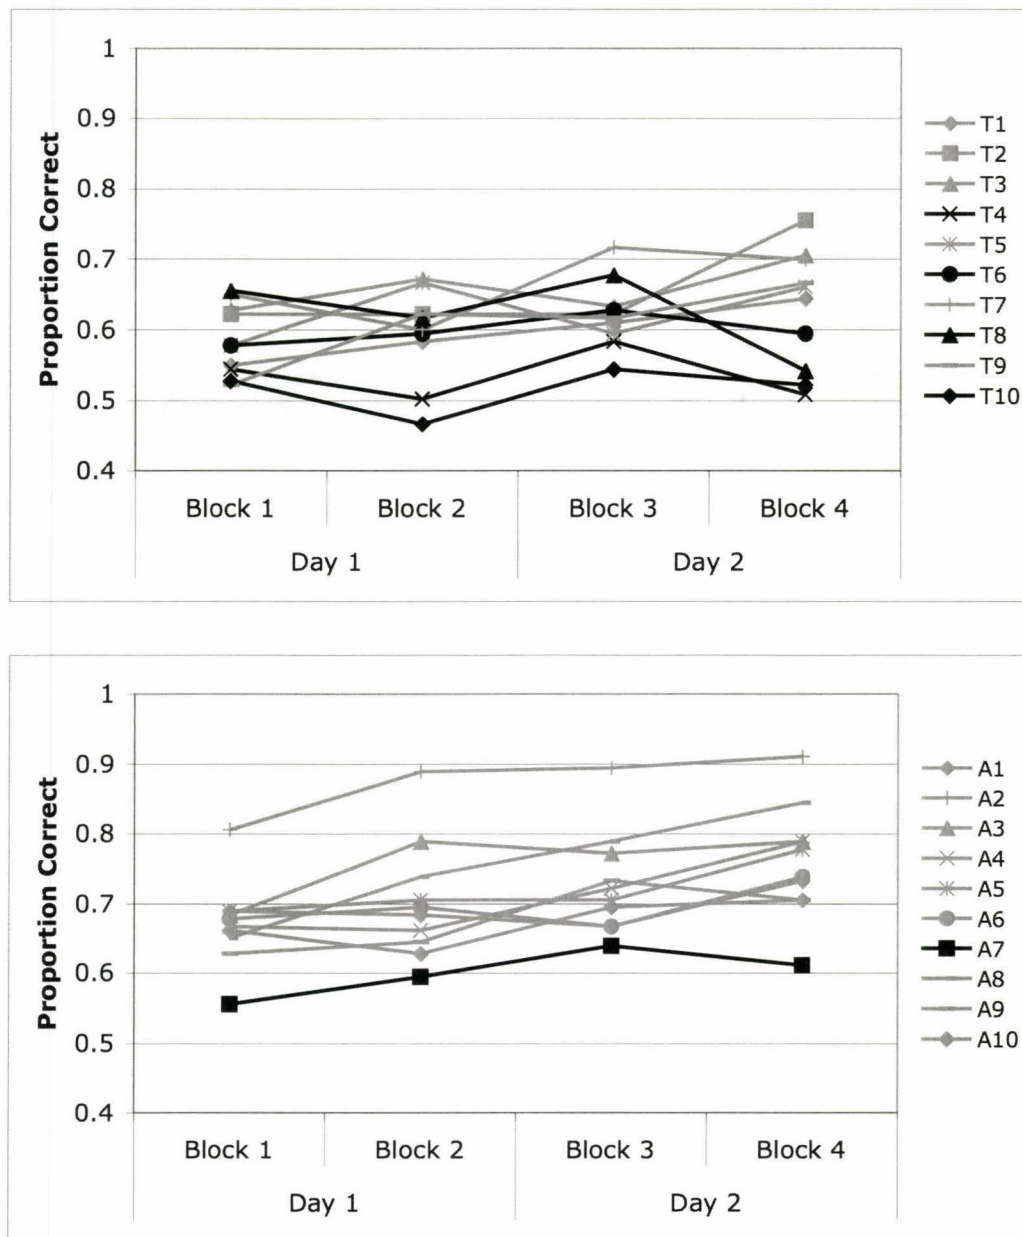 1
0.9
0.8
0.7
0.6
0.5
0.4
Proportion Correct
Block 1 Block 2 Block 3 Block 4
Day 1 Day 2
T1
T2
T3
T4
T5
T6
T7
T8
T9
T10
1
0.9
0.8
0.7
0.6
0.5
0.4
Proportion Correct
Block 1 Block 2 Block 3 Block 4
Day 1 Day 2
A1
A2
A3
A4
A5
A6
A7
A8
A9
A10